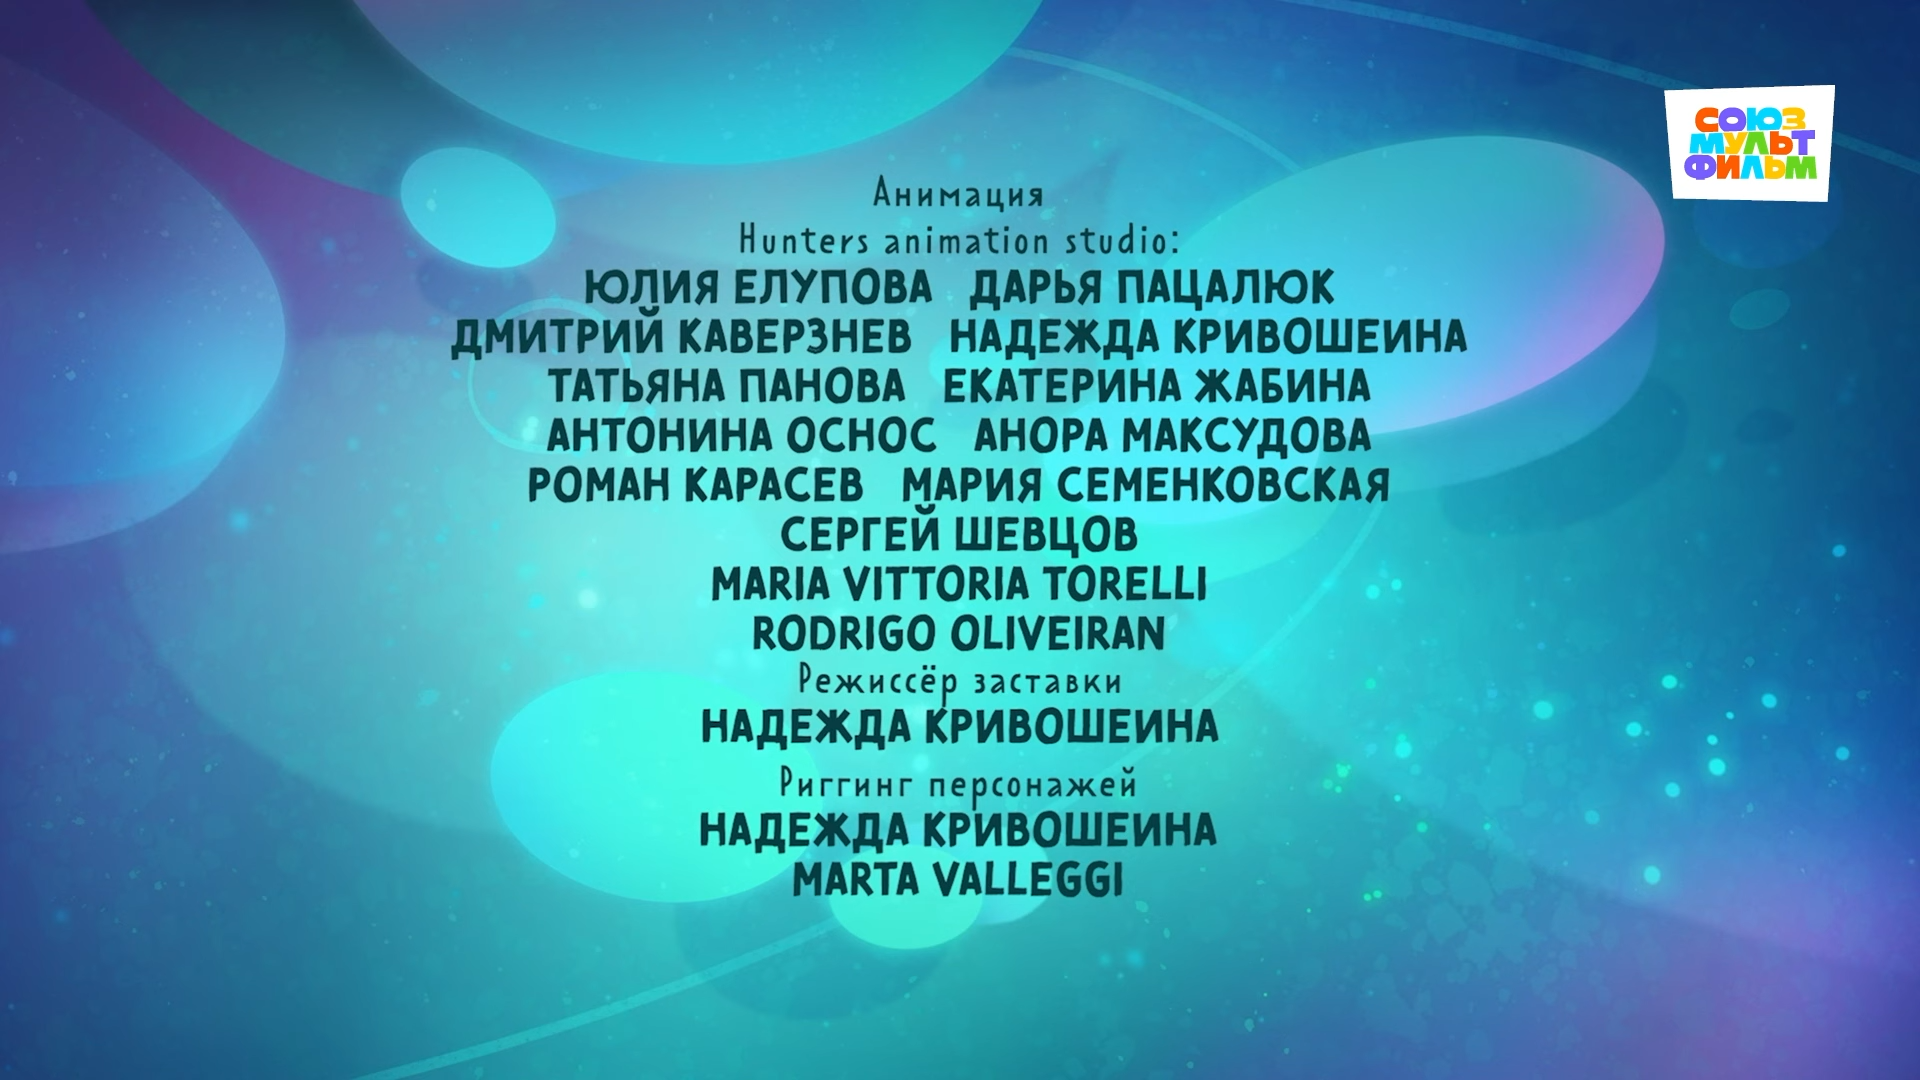 СОЮЗ
МУЛЬТ
ФИЛЬМ
Анимация
Hunters animation studio:
ЮЛИЯ ЕЛУПОВА ДАРЬЯ ПАЦАЛЮК
ДМИТРИЙ КАВЕРЗНЕВ НАДЕЖДА КРИВОШЕИНА
ТАТЬЯНА ПАНОВА ЕКАТЕРИНА ЖАБИНА
АНТОНИНА ОСНОС АНОРА МАКСУДОВА
РОМАН КАРАСЕВ МАРИЯ СЕМЕНКОВСКАЯ
СЕРГЕЙ ШЕВЦОВ
MARIA VITTORIA TORELLI
RODRIGO OLIVEIRAN
Режиссёр заставки
НАДЕЖДА КРИВОШЕИНА
Риггинг персонажей
НАДЕЖДА КРИВОШЕИНА
MARTA VALLEGGI